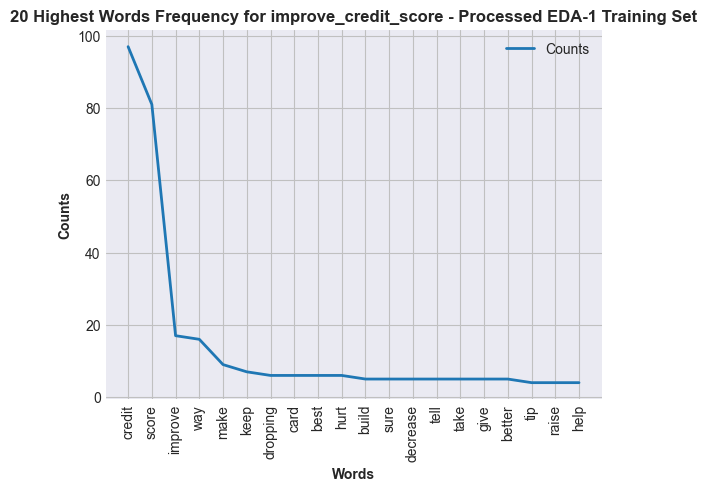 20 Highest Words Frequency for improve_credit_score - Processed EDA-1 Training Set
Counts
100
80
60
40
20
0
Counts
credit
score
improve
way
make
keep
dropping
card
best
hurt
build
sure
decrease
tell
take
give
better
tip
raise
help
Words